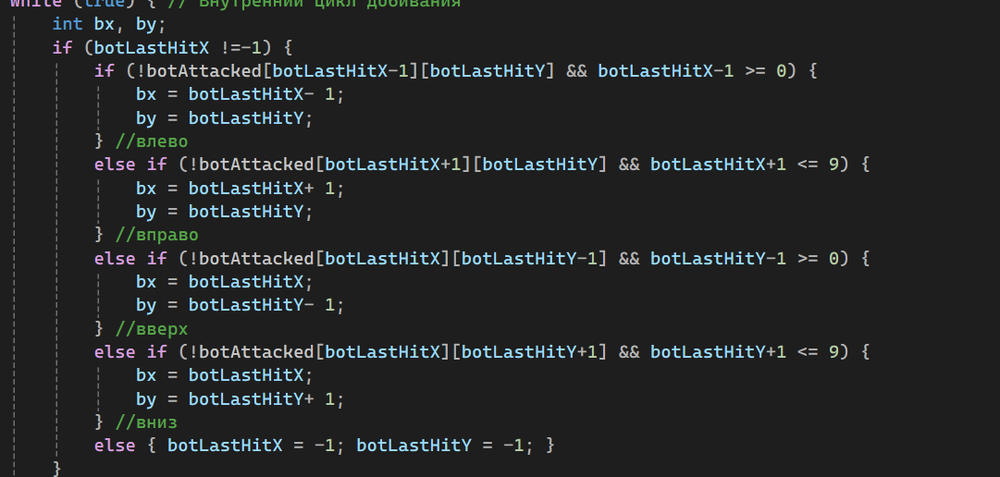 while (true) { // Внутренний цикл добивания
int bx, by;
if (botLastHitX !=-1) {
if (!botAttacked[botLastHitX-1][botLastHitY] && botLastHitX-1 >= 0) {
bx = botLastHitX- 1;
by = botLastHitY;
} //влево
else if (!botAttacked[botLastHitX+1][botLastHitY] && botLastHitX+1 <= 9) {
bx = botLastHitX+ 1;
by = botLastHitY;
} //вправо
else if (!botAttacked[botLastHitX][botLastHitY-1] && botLastHitY-1 >= 0) {
bx = botLastHitX;
by = botLastHitY- 1;
} //вверх
else if (!botAttacked[botLastHitX][botLastHitY+1] && botLastHitY+1 <= 9) {
bx = botLastHitX;
by = botLastHitY+ 1;
} //вниз
else { botLastHitX = -1; botLastHitY = -1; }
}